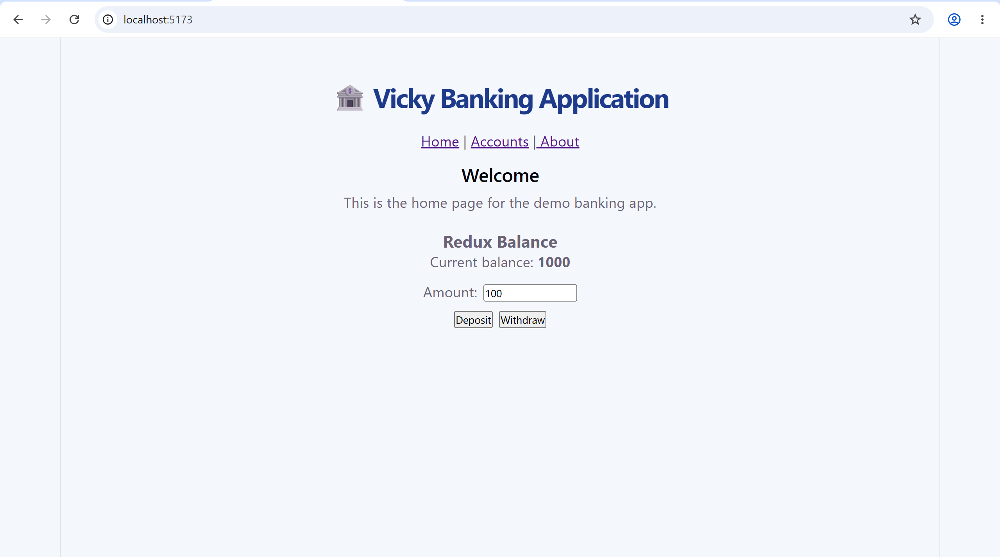 localhost:5173
Vicky Banking Application
Home | Accounts | About
Welcome
This is the home page for the demo banking app.
Redux Balance
Current balance: 1000
Amount: 100
Deposit Withdraw